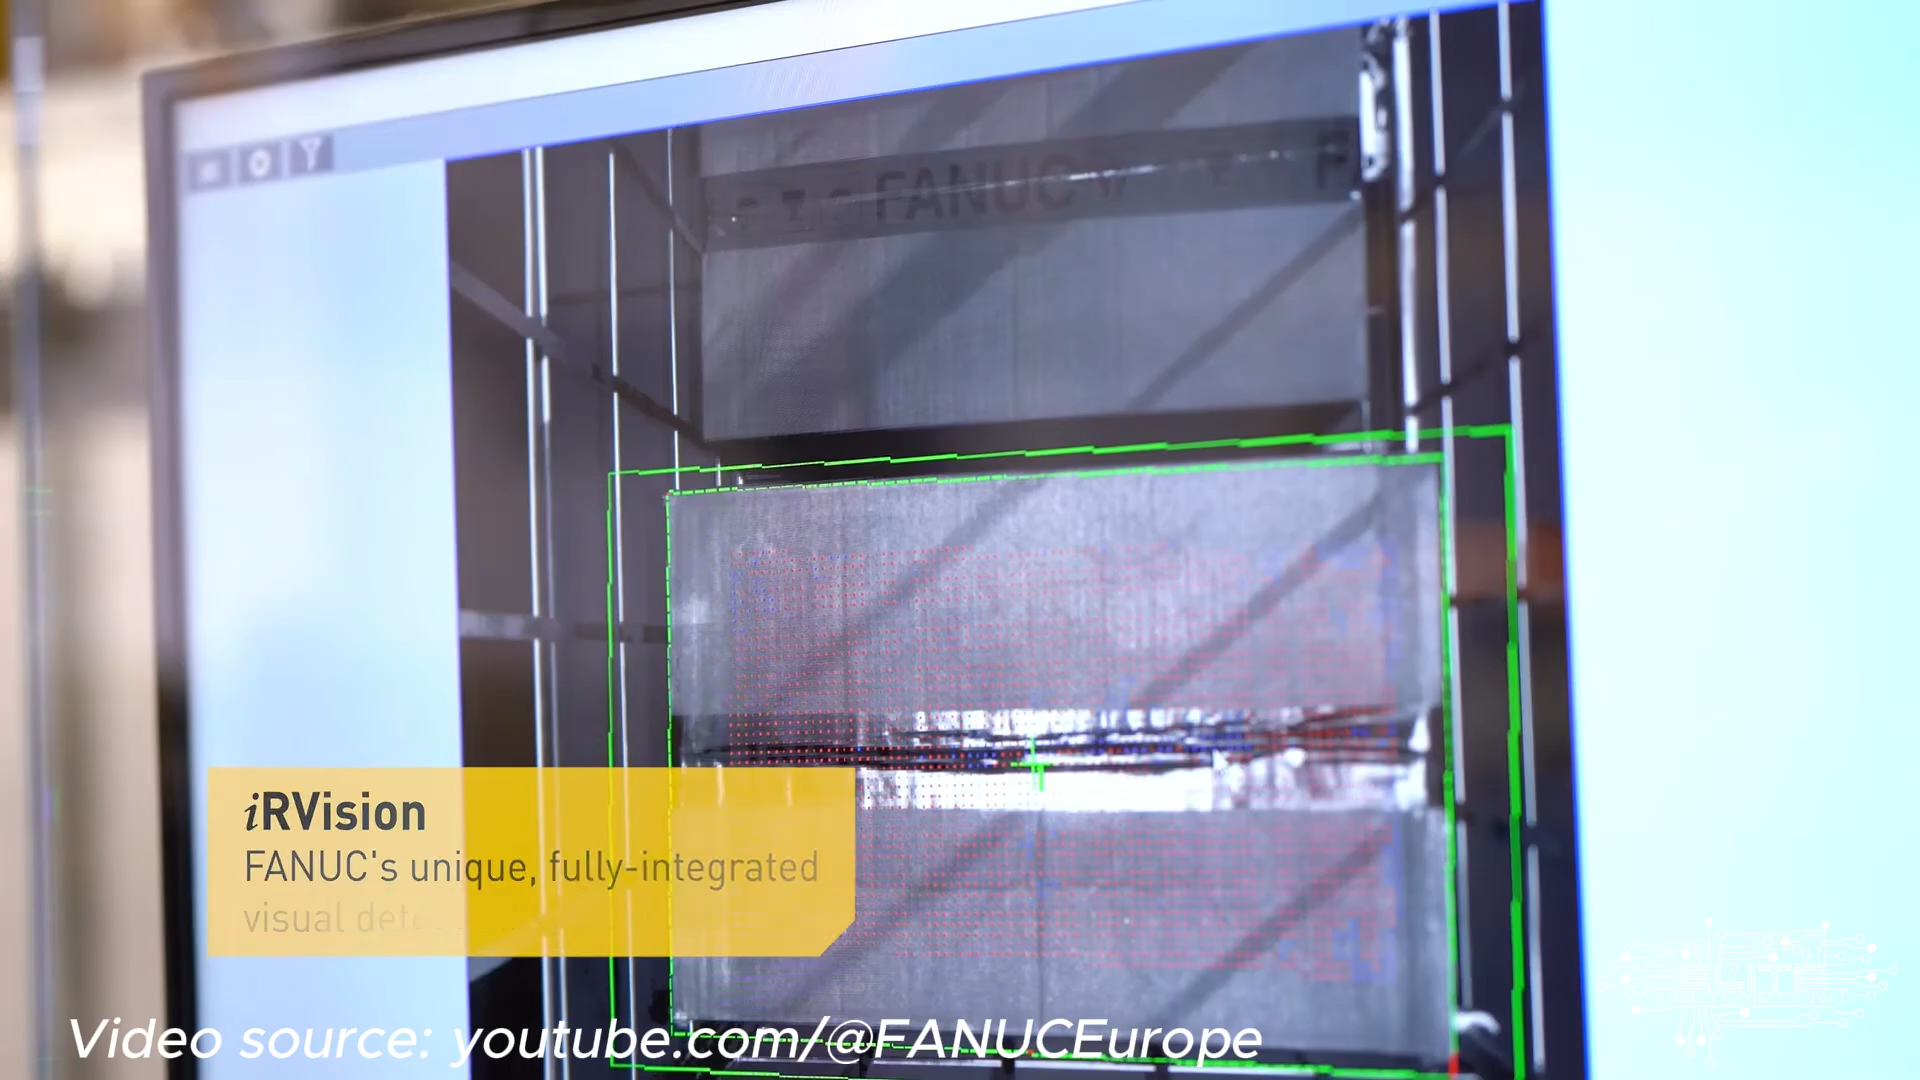 FANUC
iRVision
FANUC's unique, fully-integrated
visual
Video source: youtube.com/@FANUCEurope